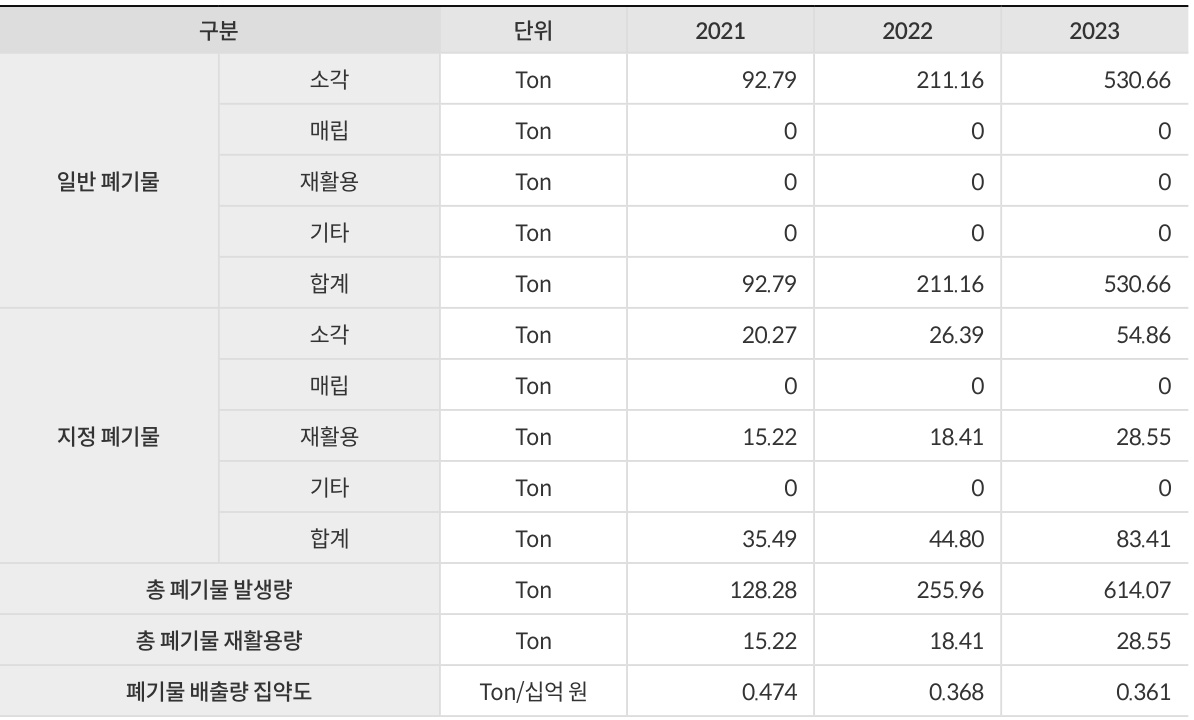 구분 단위 2021 2022 2023
일반 폐기물 소각 Ton 92.79 211.16 530.66
매립 Ton 0 0 0
재활용 Ton 0 0 0
기타 Ton 0 0 0
합계 Ton 92.79 211.16 530.66
지정 폐기물 소각 Ton 20.27 26.39 54.86
매립 Ton 0 0 0
재활용 Ton 15.22 18.41 28.55
기타 Ton 0 0 0
합계 Ton 35.49 44.80 83.41
총 폐기물 발생량 Ton 128.28 255.96 614.07
총 폐기물 재활용량 Ton 15.22 18.41 28.55
폐기물 배출량 집약도 Ton/십억 원 0.474 0.368 0.361